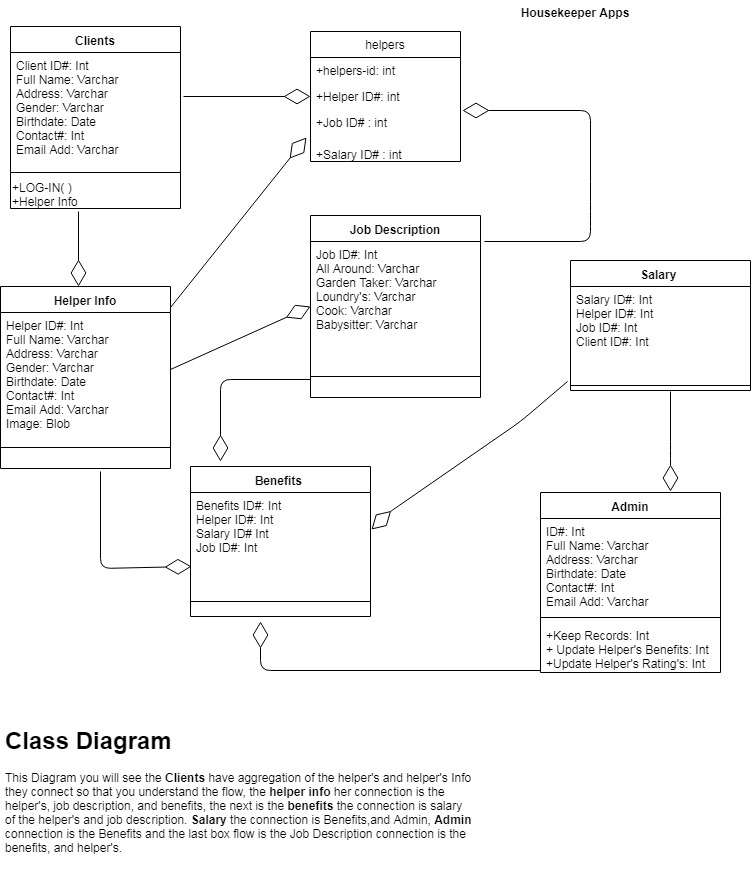 Housekeeper Apps
Clients
Client ID#: Int
Full Name: Varchar
Address: Varchar
Gender: Varchar
Birthdate: Date
Contact#: Int
Email Add: Varchar
+LOG-IN( )
+Helper Info
helpers
+helpers-id: int
+Helper ID#: int
+Job ID# : int
+Salary ID# : int
Job Description
Job ID#: Int
All Around: Varchar
Garden Taker: Varchar
Loundry's: Varchar
Cook: Varchar
Babysitter: Varchar
Salary
Salary ID#: Int
Helper ID#: Int
Job ID#: Int
Client ID#: Int
Helper Info
Helper ID#: Int
Full Name: Varchar
Address: Varchar
Gender: Varchar
Birthdate: Date
Contact#: Int
Email Add: Varchar
Image: Blob
Benefits
Benefits ID#: Int
Helper ID#: Int
Salary ID# Int
Job ID#: Int
Admin
ID#: Int
Full Name: Varchar
Address: Varchar
Birthdate: Date
Contact#: Int
Email Add: Varchar
+Keep Records: Int
+ Update Helper's Benefits: Int
+Update Helper's Rating's: Int
Class Diagram
This Diagram you will see the Clients have aggregation of the helper's and helper's Info
they connect so that you understand the flow, the helper info her connection is the
helper's, job description, and benefits, the next is the benefits the connection is salary
of the helper's and job description. Salary the connection is Benefits,and Admin, Admin
connection is the Benefits and the last box flow is the Job Description connection is the
benefits, and helper's.